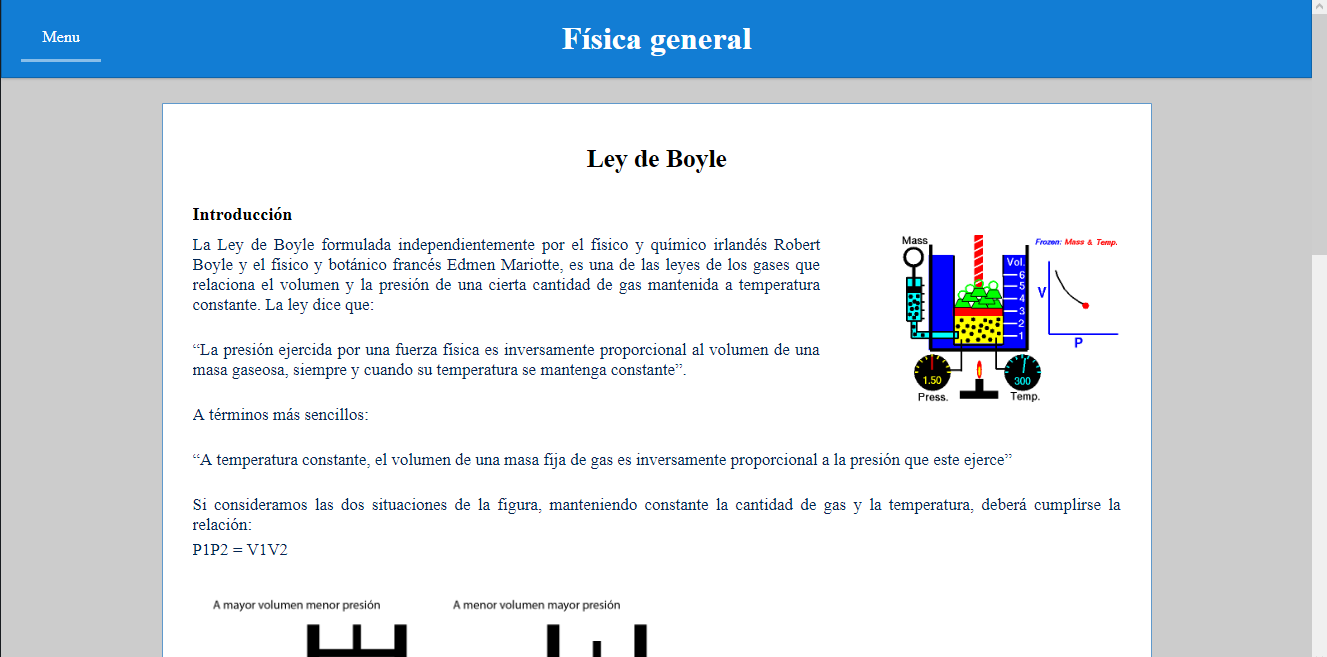 Menu
Física general
Ley de Boyle
Introducción
La Ley de Boyle formulada independientemente por el físico y químico irlandés Robert
Boyle y el físico y botánico francés Edmen Mariotte, es una de las leyes de los gases que
relaciona el volumen y la presión de una cierta cantidad de gas mantenida a temperatura
constante. La ley dice que:
“La presión ejercida por una fuerza física es inversamente proporcional al volumen de una
masa gaseosa, siempre y cuando su temperatura se mantenga constante”.
A términos más sencillos:
Mass
Frozen: Mass & Temp.
Vol.
6
5
4
3
2
1
V
P
1.50
300
Press.
Temp.
“A temperatura constante, el volumen de una masa fija de gas es inversamente proporcional a la presión que este ejerce”
Si consideramos las dos situaciones de la figura, manteniendo constante la cantidad de gas y la temperatura, deberá cumplirse la
relación:
P1P2 = V1V2
A mayor volumen menor presión
A menor volumen mayor presión